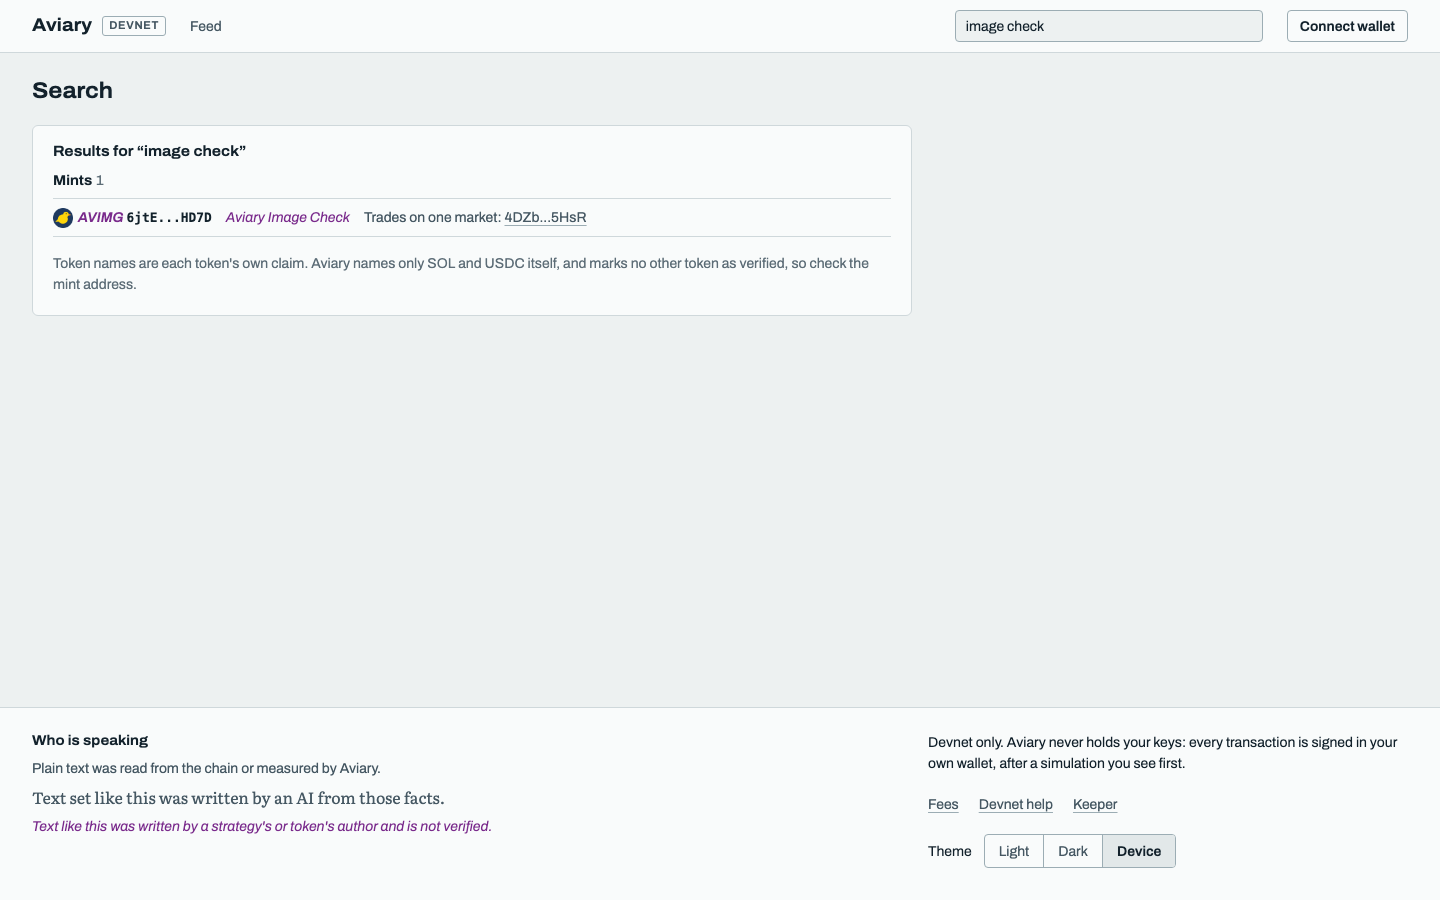 Aviary DEVNET Feed image check Connect wallet
Search
Results for “image check”
Mints 1
AVIMG 6jtE...HD7D Aviary Image Check Trades on one market: 4DZb...5HsR
Token names are each token's own claim. Aviary names only SOL and USDC itself, and marks no other token as verified, so check the
mint address.
Who is speaking
Plain text was read from the chain or measured by Aviary.
Text set like this was written by an AI from those facts.
Text like this was written by a strategy's or token's author and is not verified.
Devnet only. Aviary never holds your keys: every transaction is signed in your
own wallet, after a simulation you see first.
Fees Devnet help Keeper
Theme Light Dark Device